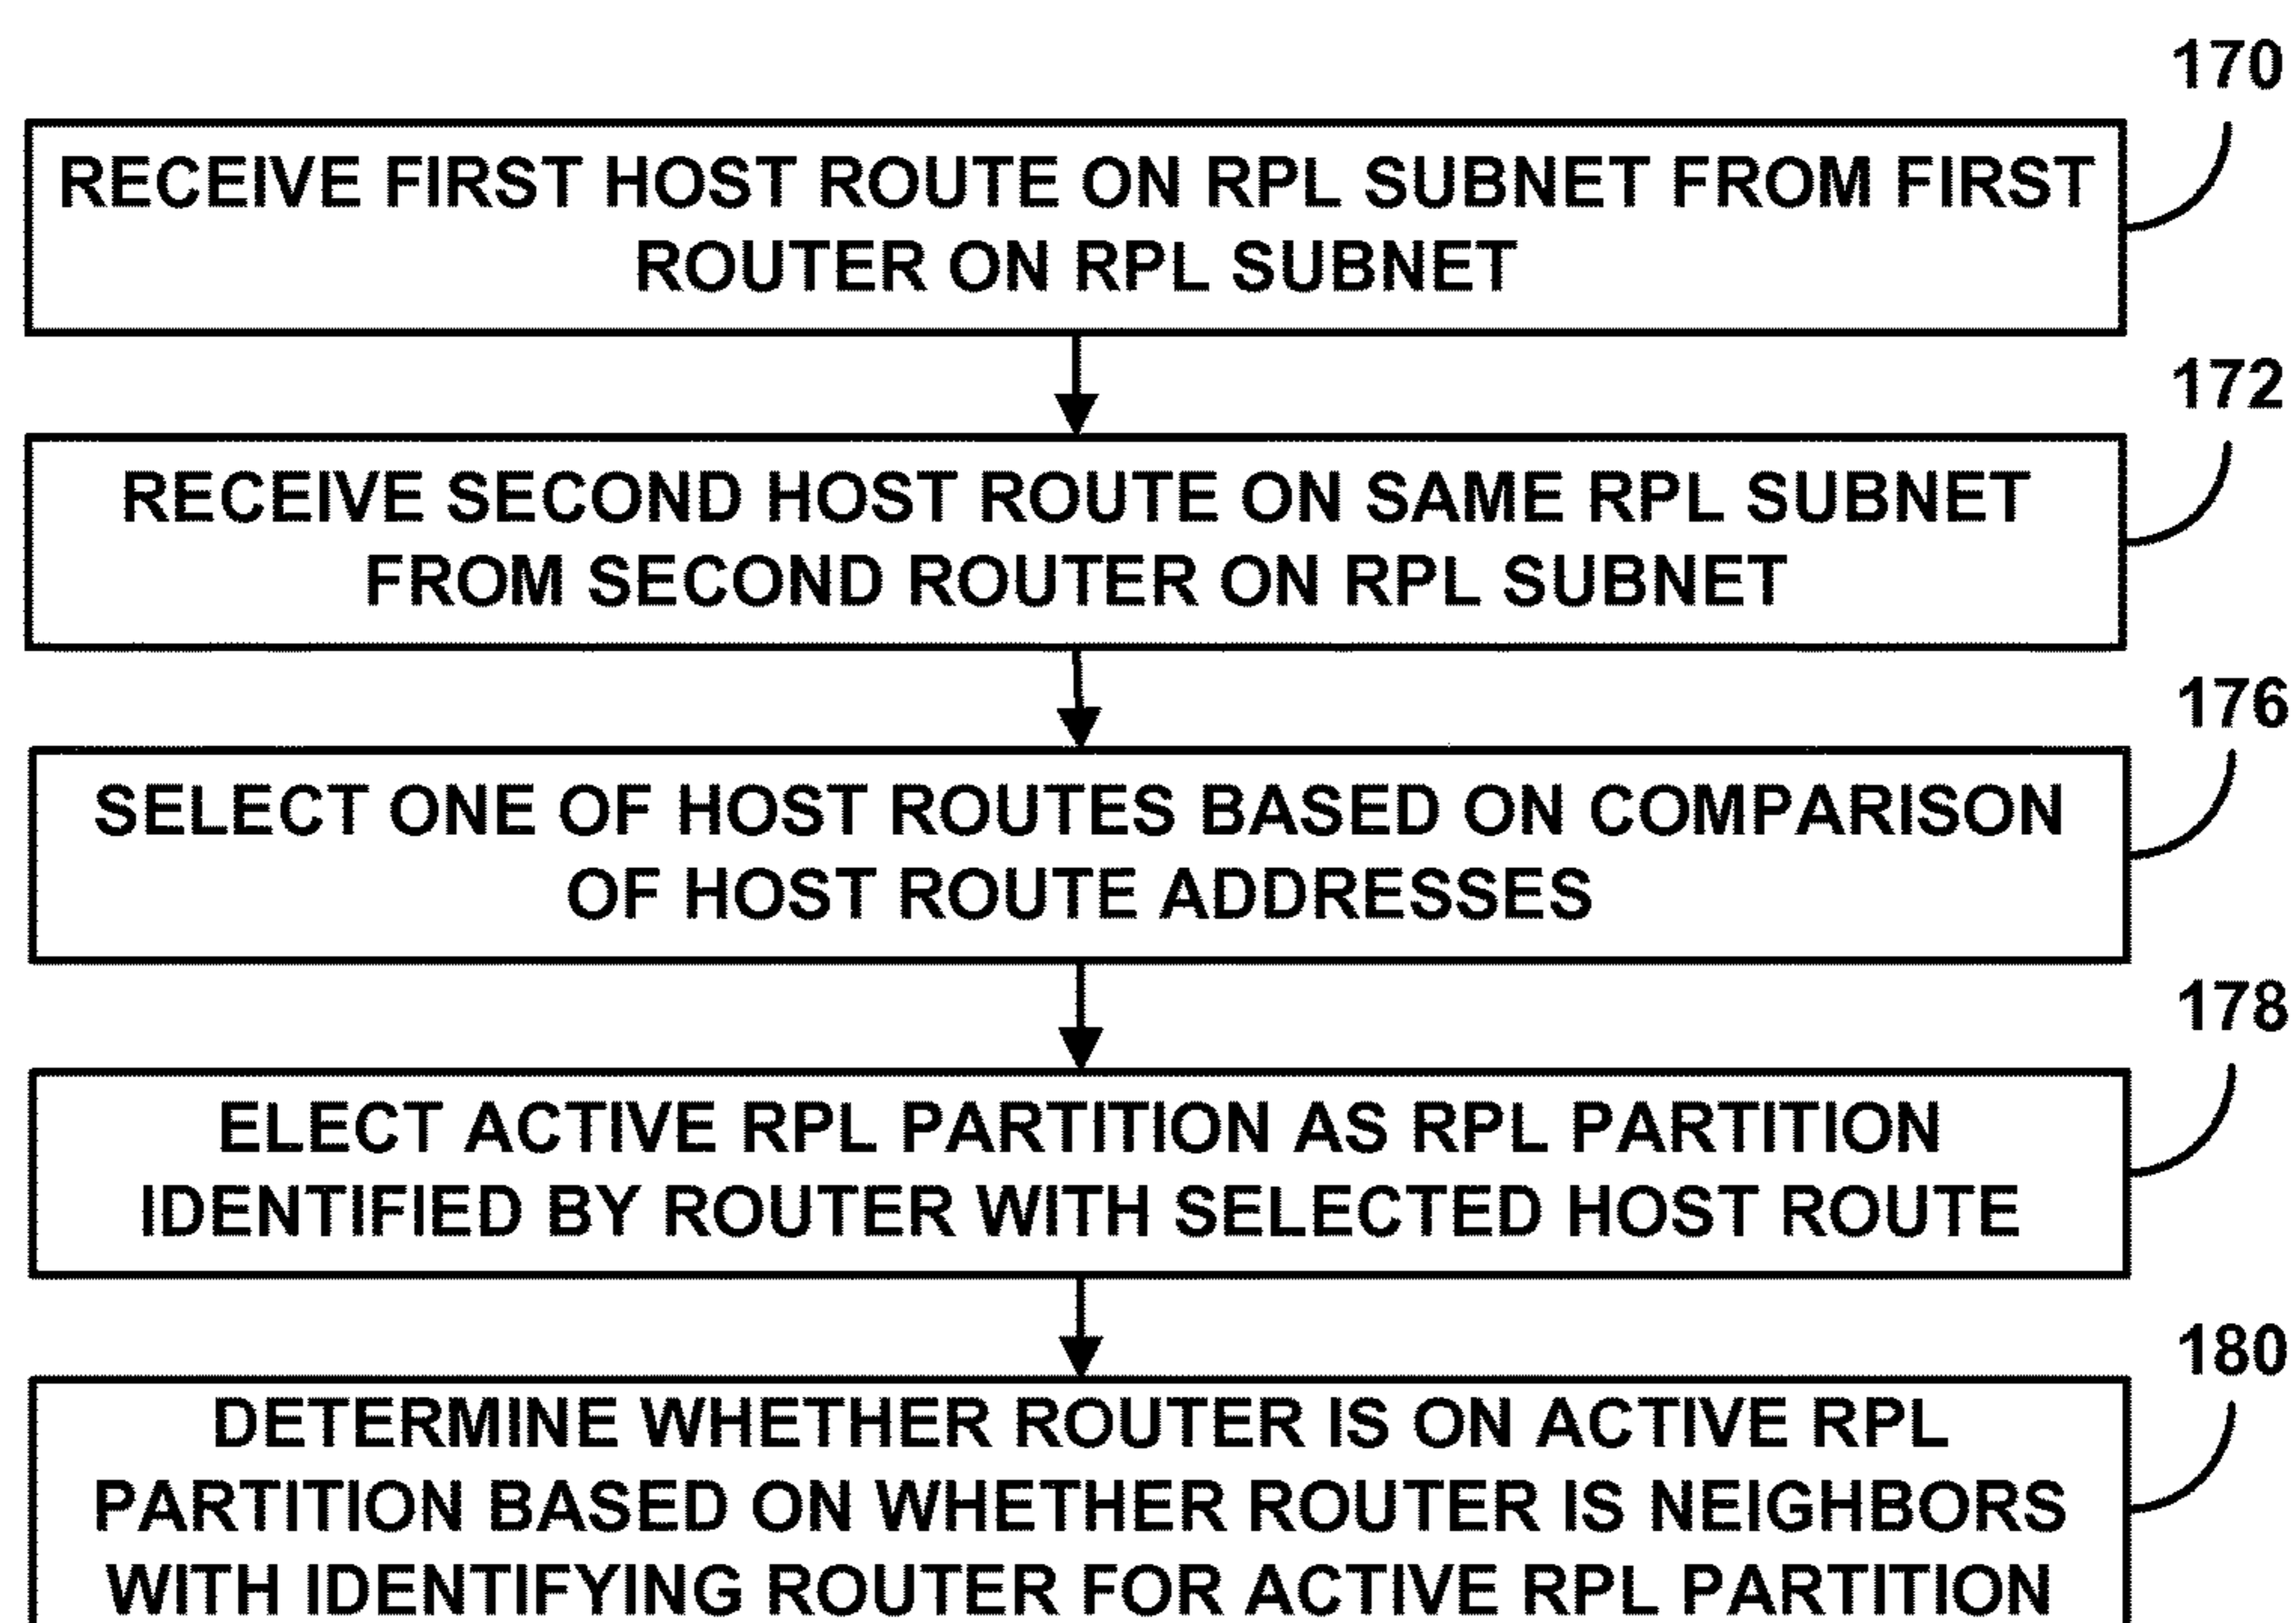 170
RECEIVE FIRST HOST ROUTE ON RPL SUBNET FROM FIRST
ROUTER ON RPL SUBNET
172
RECEIVE SECOND HOST ROUTE ON SAME RPL SUBNET
FROM SECOND ROUTER ON RPL SUBNET
176
SELECT ONE OF HOST ROUTES BASED ON COMPARISON
OF HOST ROUTE ADDRESSES
178
ELECT ACTIVE RPL PARTITION AS RPL PARTITION
IDENTIFIED BY ROUTER WITH SELECTED HOST ROUTE
180
DETERMINE WHETHER ROUTER IS ON ACTIVE RPL
PARTITION BASED ON WHETHER ROUTER IS NEIGHBORS
WITH IDENTIFYING ROUTER FOR ACTIVE RPL PARTITION